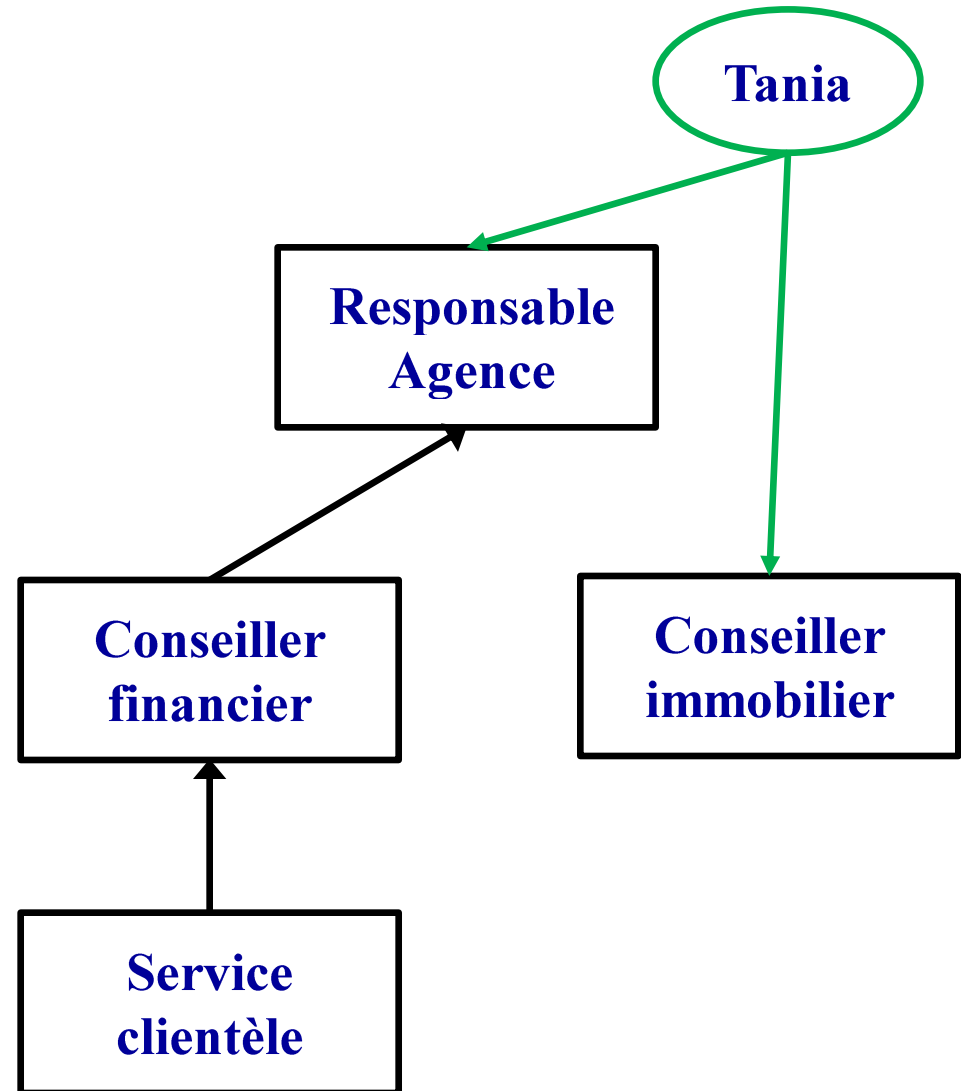 Tania
Responsable
Agence
Conseiller
financier
Conseiller
immobilier
Service
clientèle